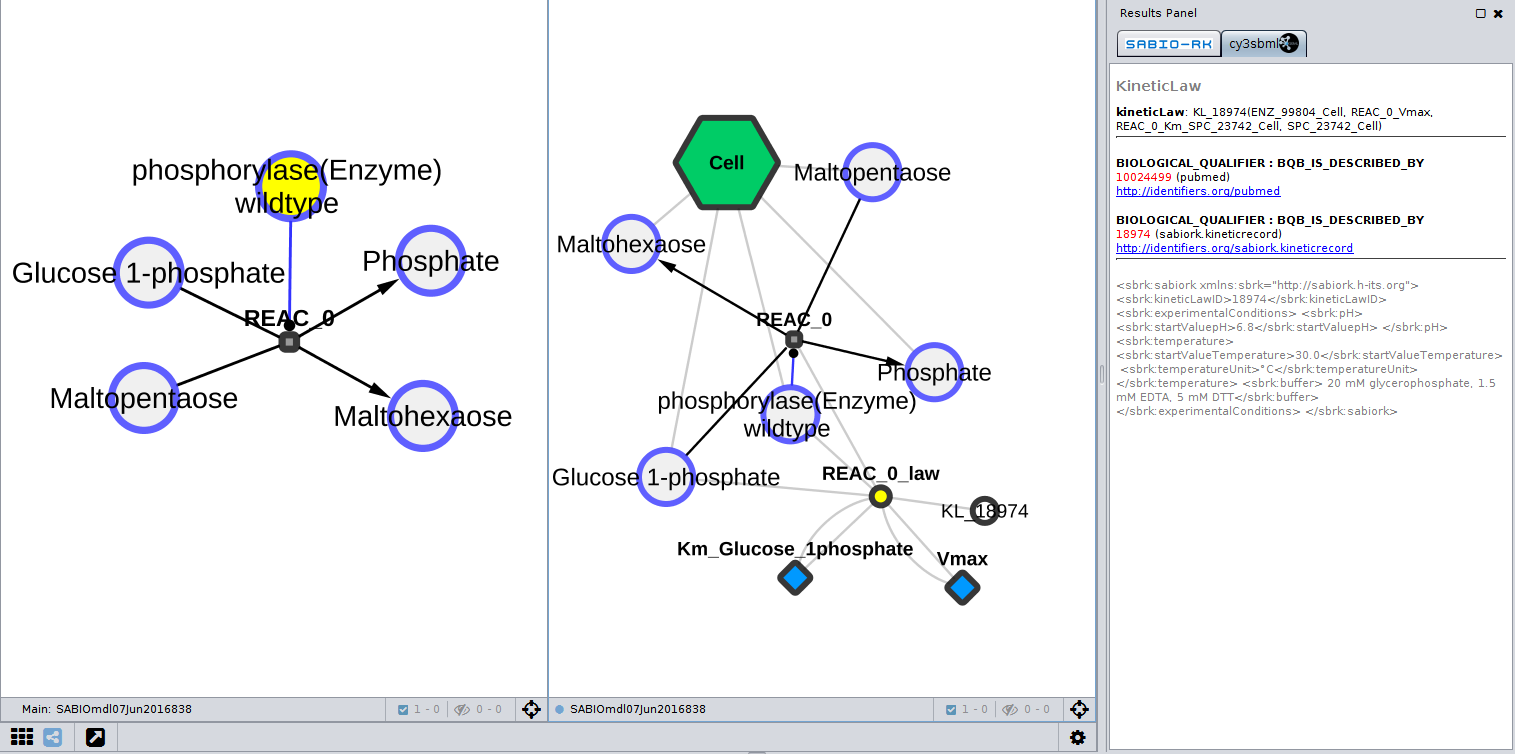 phosphorylase(Enzyme)
wildtype
Glucose 1-phosphate
Phosphate
REAC_0
Maltopentaose
Maltohexaose
Main: SABIOmdl07Jun2016838
1 - 0
0 - 0
Cell
Maltopentaose
Maltohexaose
REAC_0
Phosphate
phosphorylase(Enzyme)
wildtype
Glucose 1-phosphate
REAC_0_law
KL_18974
Km_Glucose_1phosphate
Vmax
SABIOmdl07Jun2016838
1 - 0
0 - 0
Results Panel
SABIO-RK
cy3sbml
KineticLaw
kineticLaw: KL_18974(ENZ_99804_Cell, REAC_0_Vmax,
REAC_0_Km_SPC_23742_Cell, SPC_23742_Cell)
BIOLOGICAL_QUALIFIER : BQB_IS_DESCRIBED_BY
10024499 (pubmed)
http://identifiers.org/pubmed
BIOLOGICAL_QUALIFIER : BQB_IS_DESCRIBED_BY
18974 (sabiork.kineticrecord)
http://identifiers.org/sabiork.kineticrecord
<sbrk:sabiork xmlns:sbrk="http://sabiork.h-its.org">
<sbrk:kineticLawID>18974</sbrk:kineticLawID>
<sbrk:experimentalConditions> <sbrk:pH>
<sbrk:startValuepH>6.8</sbrk:startValuepH> </sbrk:pH>
<sbrk:temperature>
<sbrk:startValueTemperature>30.0</sbrk:startValueTemperature>
<sbrk:temperatureUnit>°C</sbrk:temperatureUnit>
</sbrk:temperature> <sbrk:buffer> 20 mM glycerophosphate, 1.5
mM EDTA, 5 mM DTT</sbrk:buffer>
</sbrk:experimentalConditions> </sbrk:sabiork>